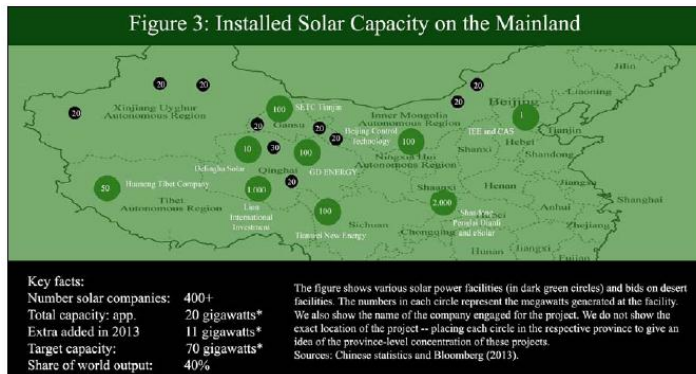 Figure 3: Installed Solar Capacity on the Mainland
20
20
20
Xinjiang Uyghur
Autonomous Region
100
SETC Tianjin
20
Gansu
20
20
10
30
100
Delingha Solar
Qinghai
GD ENERGY
20
50
Huaneng Tibet Company
Tibet
Autonomous Region
1.000
Lion
International
Investment
100
Tianwei New Energy
Sichuan
20
20
Inner Mongolia
Autonomous Region
Beijing Control
Technology
100
Ningxia Hui
Autonomous Region
Jilin
Liaoning
Beijing
1
Tianjin
IEE and CAS
Hebei
Shanxi
Shandong
Shaanxi
Henan
Jiangsu
Shanghai
2.000
Penglai Dianli
and eSolar
Anhui
Zhejiang
Chongqing
Hunan
Jiangxi
Fujian
Key facts:
Number solar companies: 400+
Total capacity: app. 20 gigawatts*
Extra added in 2013 11 gigawatts*
Target capacity: 70 gigawatts*
Share of world output: 40%
The figure shows various solar power facilities (in dark green circles) and bids on desert
facilities. The numbers in each circle represent the megawatts generated at the facility.
We also show the name of the company engaged for the project. We do not show the
exact location of the project -- placing each circle in the respective province to give an
idea of the province-level concentration of these projects.
Sources: Chinese statistics and Bloomberg (2013).